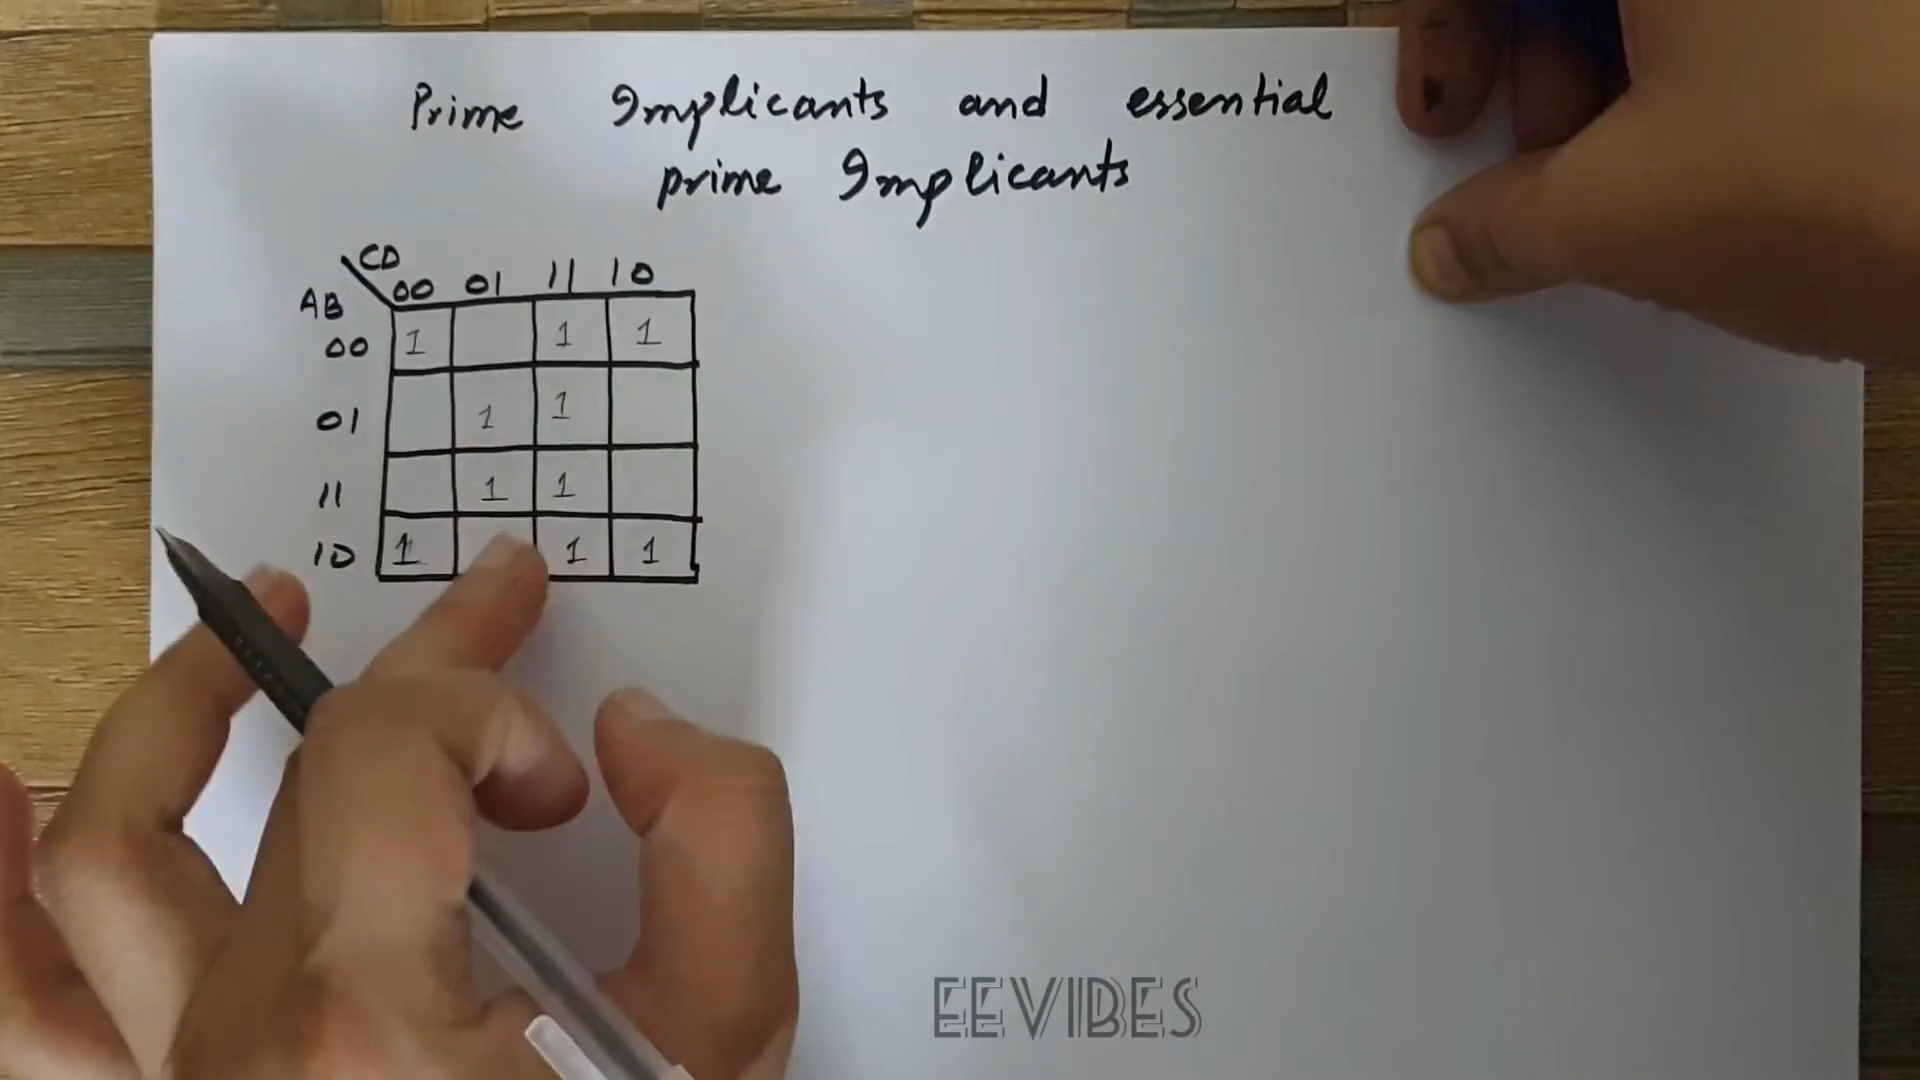 Prime Implicants and essential
prime Implicants
CD
AB 00 01 11 10
00 1 1 1
01 1 1
11 1 1
10 1 1 1
EEVIBES